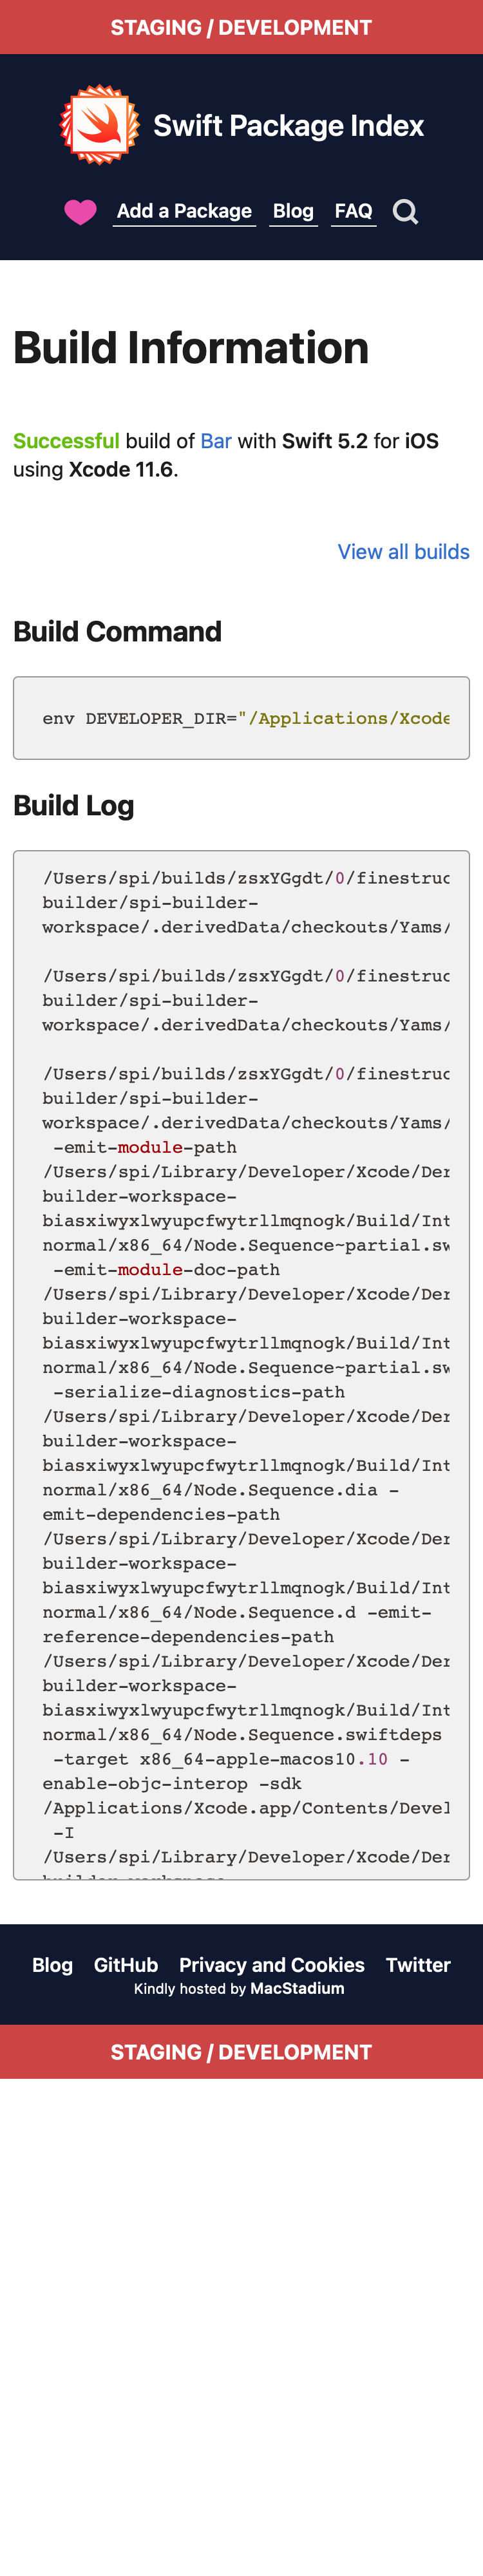 STAGING / DEVELOPMENT
Swift Package Index
Add a Package Blog FAQ
Build Information
Successful build of Bar with Swift 5.2 for iOS
using Xcode 11.6.
View all builds
Build Command
env DEVELOPER_DIR="/Applications/Xcode
Build Log
/Users/spi/builds/zsxYGgdt/0/finestruc
builder/spi-builder-
workspace/.derivedData/checkouts/Yams/
/Users/spi/builds/zsxYGgdt/0/finestruc
builder/spi-builder-
workspace/.derivedData/checkouts/Yams/
/Users/spi/builds/zsxYGgdt/0/finestruc
builder/spi-builder-
workspace/.derivedData/checkouts/Yams/
-emit-module-path
/Users/spi/Library/Developer/Xcode/Der
builder-workspace-
biasxiwyxlwyupcfwytrllmqnogk/Build/Int
normal/x86_64/Node.Sequence~partial.sw
-emit-module-doc-path
/Users/spi/Library/Developer/Xcode/Der
builder-workspace-
biasxiwyxlwyupcfwytrllmqnogk/Build/Int
normal/x86_64/Node.Sequence~partial.sw
-serialize-diagnostics-path
/Users/spi/Library/Developer/Xcode/Der
builder-workspace-
biasxiwyxlwyupcfwytrllmqnogk/Build/Int
normal/x86_64/Node.Sequence.dia -
emit-dependencies-path
/Users/spi/Library/Developer/Xcode/Der
builder-workspace-
biasxiwyxlwyupcfwytrllmqnogk/Build/Int
normal/x86_64/Node.Sequence.d -emit-
reference-dependencies-path
/Users/spi/Library/Developer/Xcode/Der
builder-workspace-
biasxiwyxlwyupcfwytrllmqnogk/Build/Int
normal/x86_64/Node.Sequence.swiftdeps
-target x86_64-apple-macos10.10 -
enable-objc-interop -sdk
/Applications/Xcode.app/Contents/Devel
-I
/Users/spi/Library/Developer/Xcode/Der
builder-workspace-
Blog GitHub Privacy and Cookies Twitter
Kindly hosted by MacStadium
STAGING / DEVELOPMENT